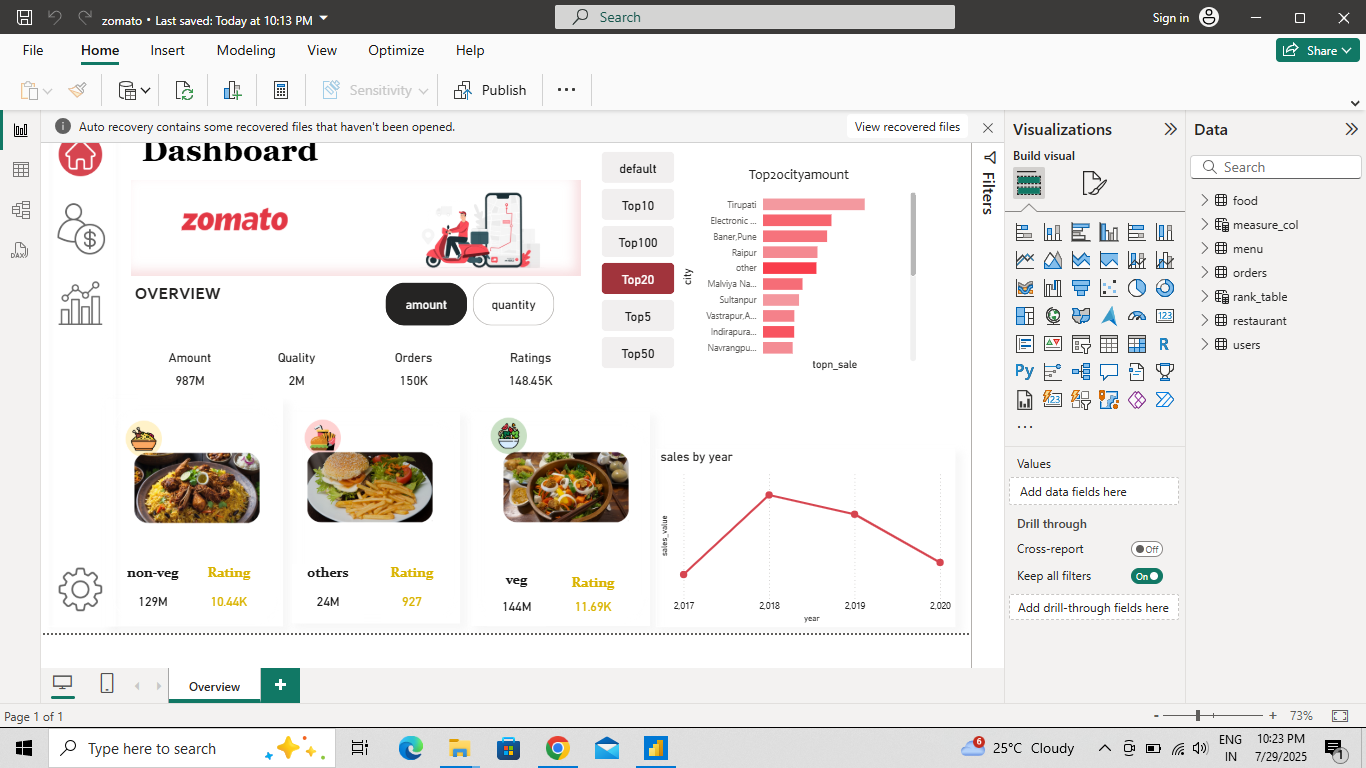 zomato • Last saved: Today at 10:13 PM
Search
Sign in
File
Home
Insert
Modeling
View
Optimize
Help
Share
Sensitivity
Publish
Auto recovery contains some recovered files that haven't been opened.
View recovered files
Dashboard
zomato
OVERVIEW
amount
quantity
Amount
Quality
Orders
Ratings
987M
2M
150K
148.45K
default
Top10
Top100
Top20
Top5
Top50
Top20cityamount
city
Tirupati
Electronic ...
Baner,Pune
Raipur
other
Malviya Na...
Sultanpur
Vastrapur,A...
Indirapura...
Navrangpu...
topn_sale
non-veg
Rating
129M
10.44K
others
Rating
24M
927
veg
Rating
144M
11.69K
sales by year
sales_value
2,017
2,018
2,019
2,020
year
Filters
Visualizations
Build visual
123
R
Py
123
Values
Add data fields here
Drill through
Cross-report
Off
Keep all filters
On
Add drill-through fields here
Data
Search
food
measure_col
menu
orders
rank_table
restaurant
users
DAX
Overview
Page 1 of 1
73%
Type here to search
6
25°C Cloudy
ENG
IN
10:23 PM
7/29/2025
1